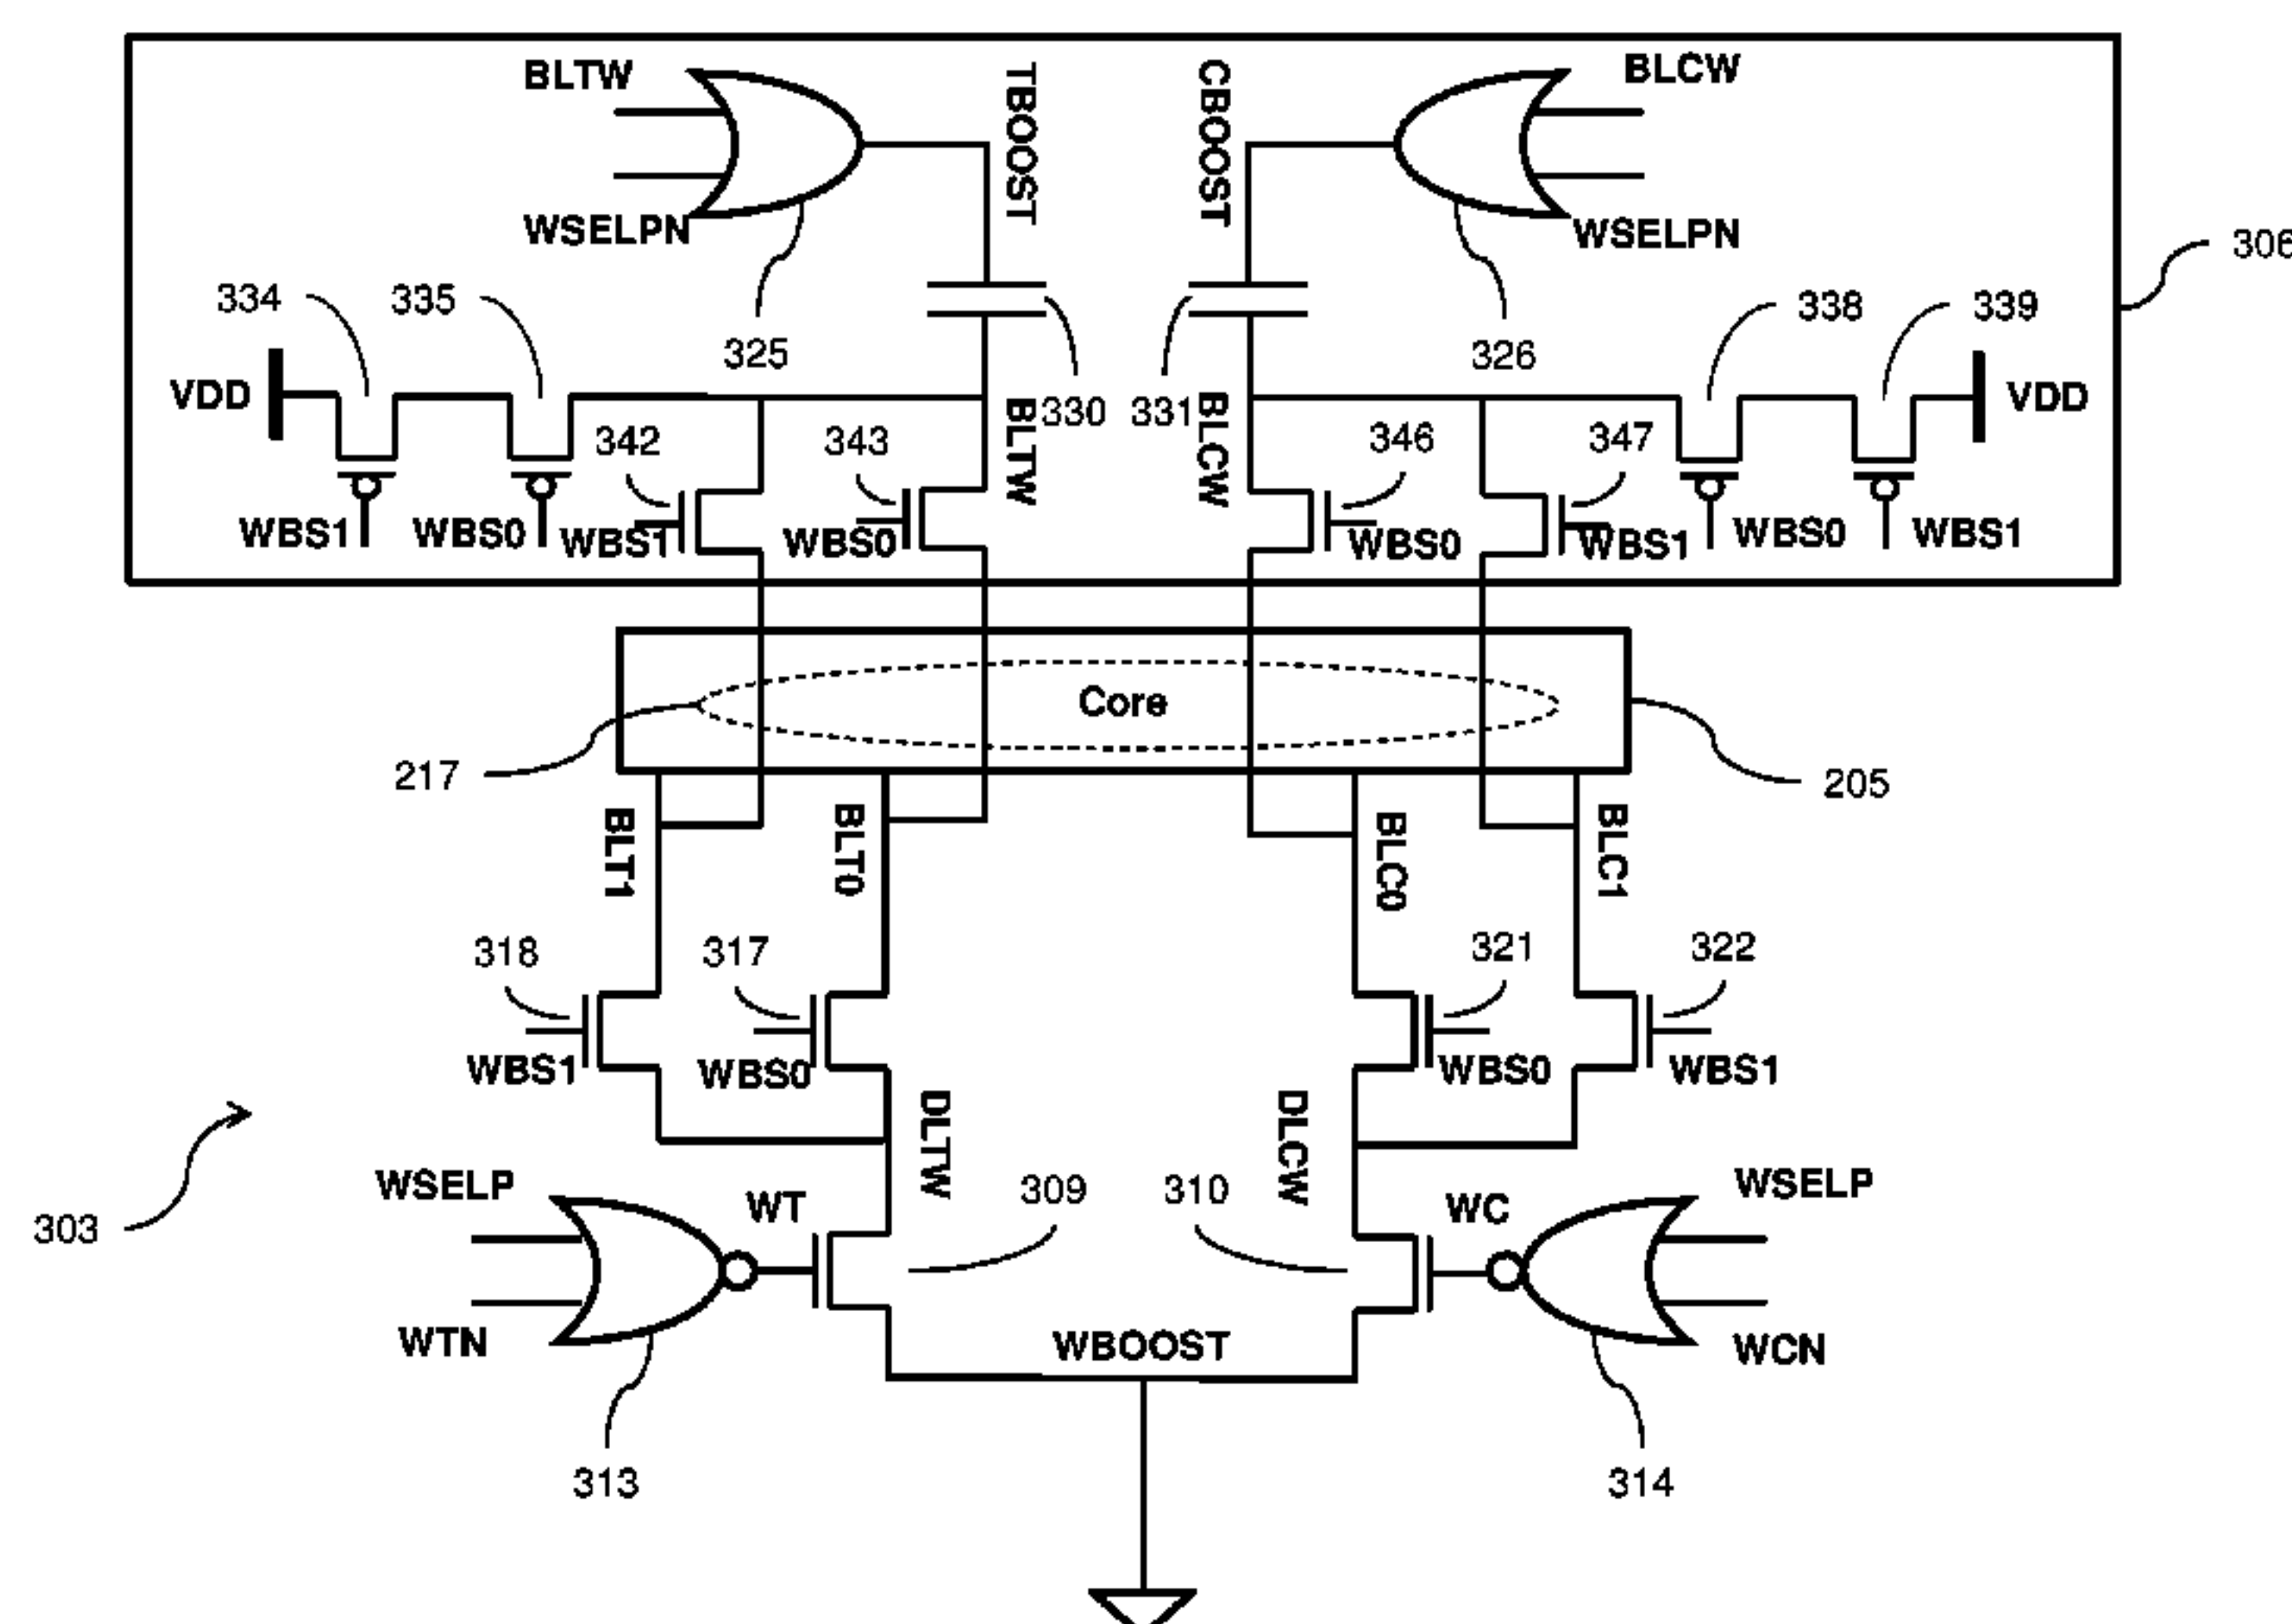 BLTW
TBOOST
CBOOST
BLCW
WSELPN
WSELPN
306
334
335
325
326
338
339
VDD
VDD
342
343
BLTW
330
331
BLCW
346
347
WBS1
WBS0
WBS1
WBS0
WBS0
WBS1
WBS0
WBS1
Core
217
205
BLT1
BLT0
BLC0
BLC1
318
317
321
322
WBS1
WBS0
WBS0
WBS1
DLTW
DLCW
303
WSELP
WT
309
310
WC
WSELP
WTN
WBOOST
WCN
313
314